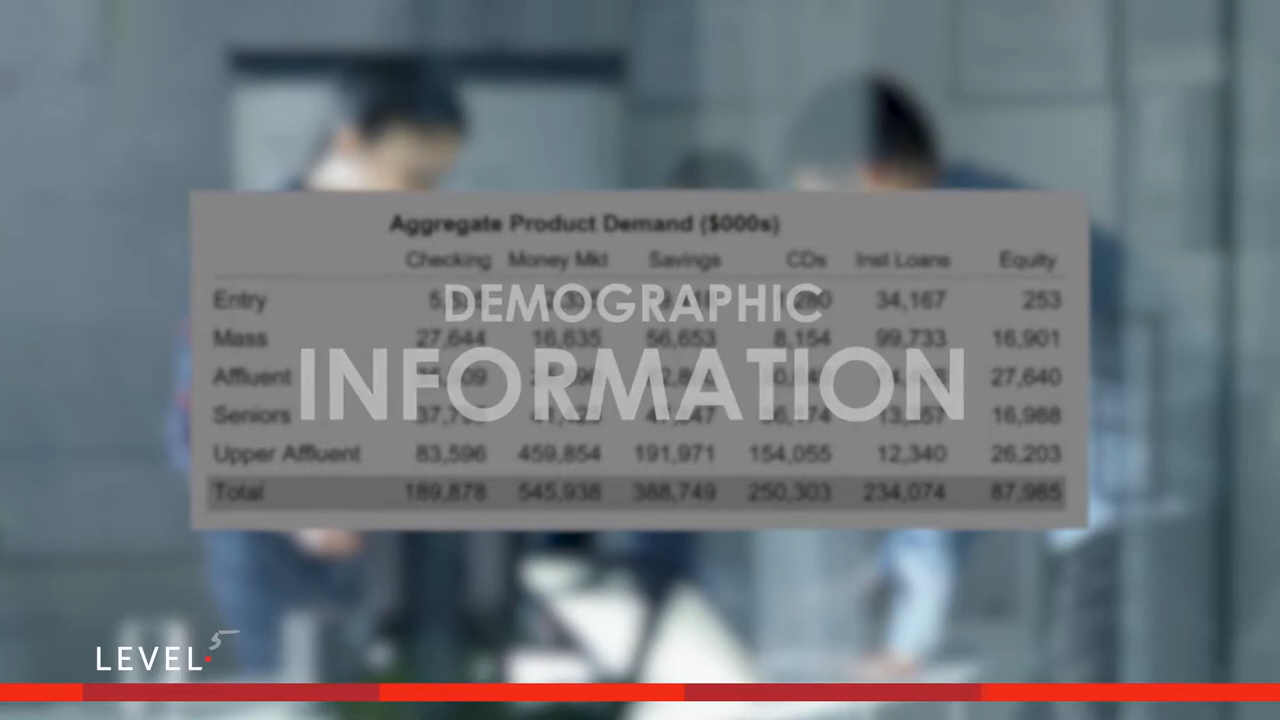 Aggregate Product Demand ($000s)
Checking Money Mkt Savings CDs Inst Loans Equity
Entry 34,167 253
DEMOGRAPHIC
Mass 27,644 16,635 56,653 8,154 99,733 16,901
Affluent 27,640
INFORMATION
Seniors 16,988
Upper Affluent 83,596 459,854 191,971 154,055 12,340 26,203
Total 189,878 545,938 388,749 250,303 234,074 87,985
LEVEL 5